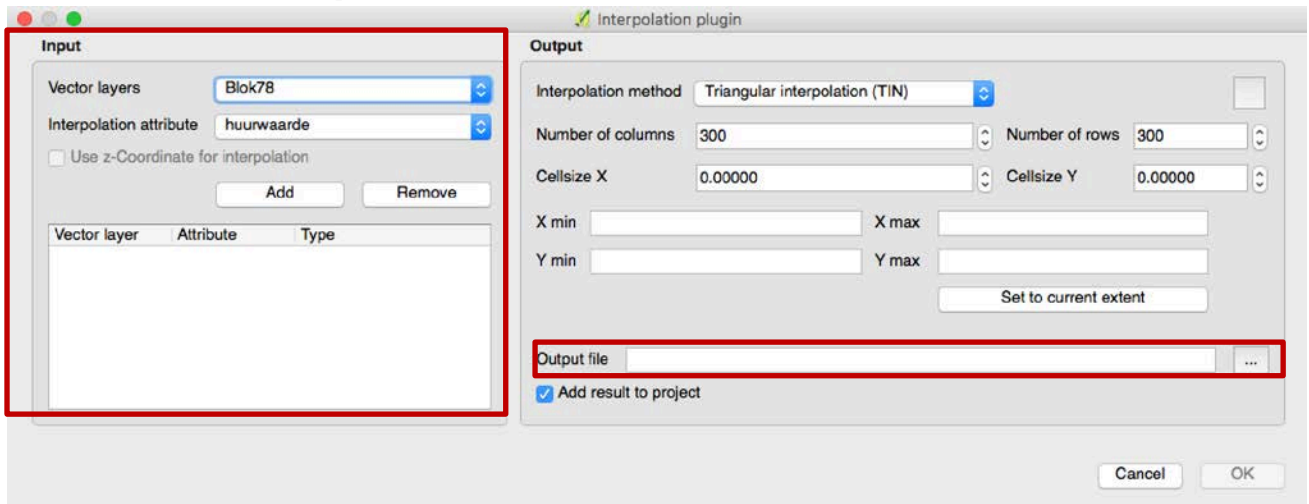 Interpolation plugin
Input
Vector layers Blok78
Interpolation attribute huurwaarde
Use z-Coordinate for interpolation
Add Remove
Vector layer Attribute Type
Output
Interpolation method Triangular interpolation (TIN)
Number of columns 300 Number of rows 300
Cellsize X 0.00000 Cellsize Y 0.00000
X min X max
Y min Y max
Set to current extent
Output file ...
Add result to project
Cancel OK